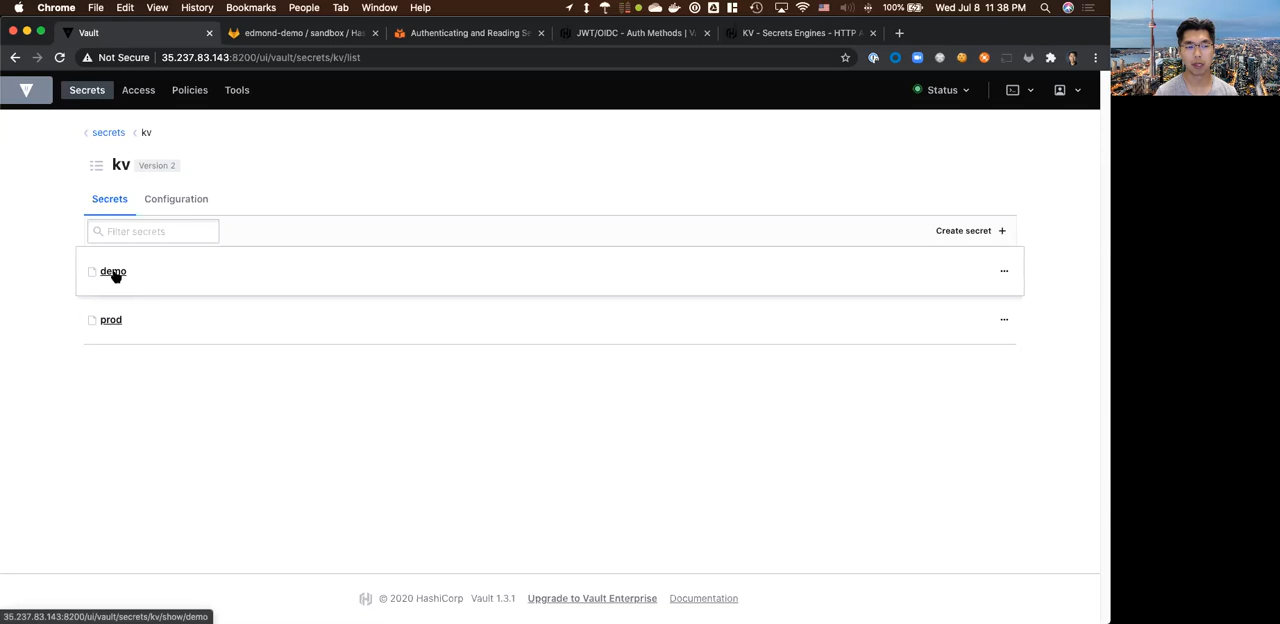 Chrome File Edit View History Bookmarks People Tab Window Help 100% Wed Jul 8 11:38 PM
Vault edmond-demo / sandbox / Has Authenticating and Reading Se JWT/OIDC - Auth Methods | Va KV - Secrets Engines - HTTP A
Not Secure 35.237.83.143:8200/ui/vault/secrets/kv/list
Secrets Access Policies Tools Status
secrets kv
kv Version 2
Secrets Configuration
Filter secrets Create secret +
demo
prod
© 2020 HashiCorp Vault 1.3.1 Upgrade to Vault Enterprise Documentation
35.237.83.143:8200/ui/vault/secrets/kv/show/demo